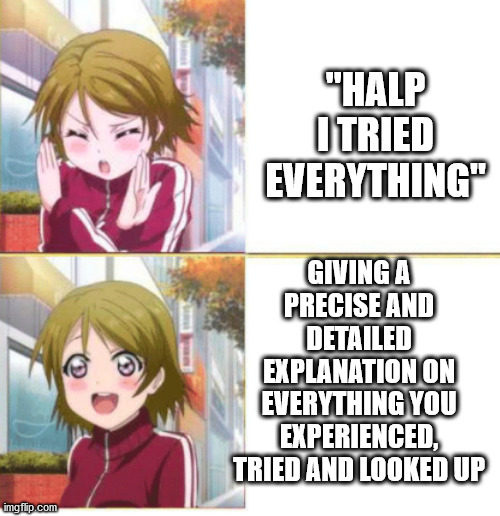 "HALP
I TRIED
EVERYTHING"
GIVING A
PRECISE AND
DETAILED
EXPLANATION ON
EVERYTHING YOU
EXPERIENCED,
TRIED AND LOOKED UP
imgflip.com